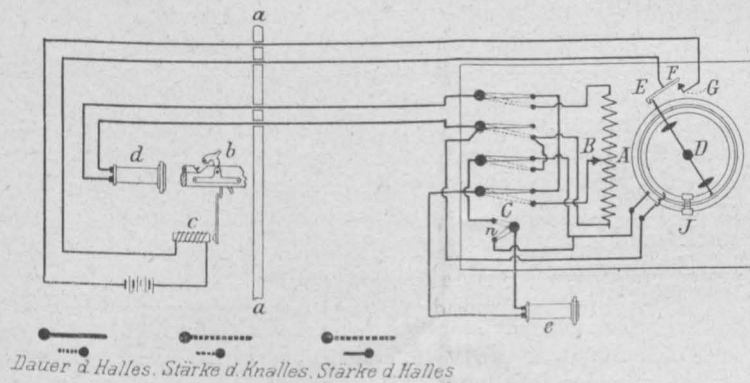 a
F
E
G
d
b
B
A
D
c
C
n
J
e
a
Dauer d. Halles. Stärke d. Knalles. Stärke d. Halles